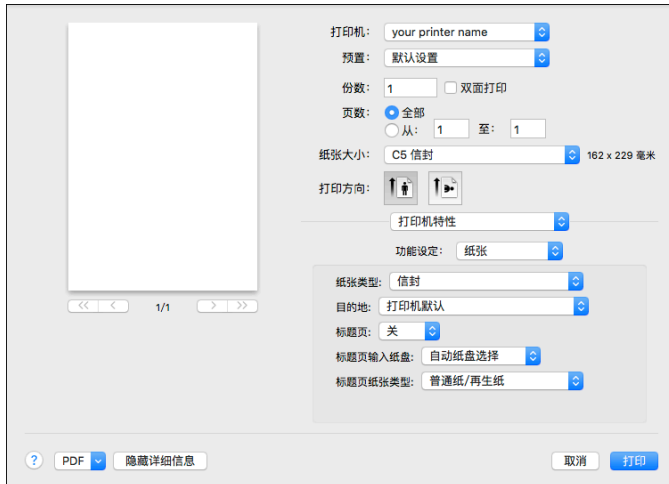 打印机: your printer name
预置: 默认设置
份数: 1 双面打印
页数: 全部
从: 1 至: 1
纸张大小: C5 信封 162 x 229 毫米
打印方向:
打印机特性
功能设定: 纸张
纸张类型: 信封
目的地: 打印机默认
标题页: 关
标题页输入纸盘: 自动纸盘选择
标题页纸张类型: 普通纸/再生纸
<< < 1/1 > >>
? PDF 隐藏详细信息 取消 打印